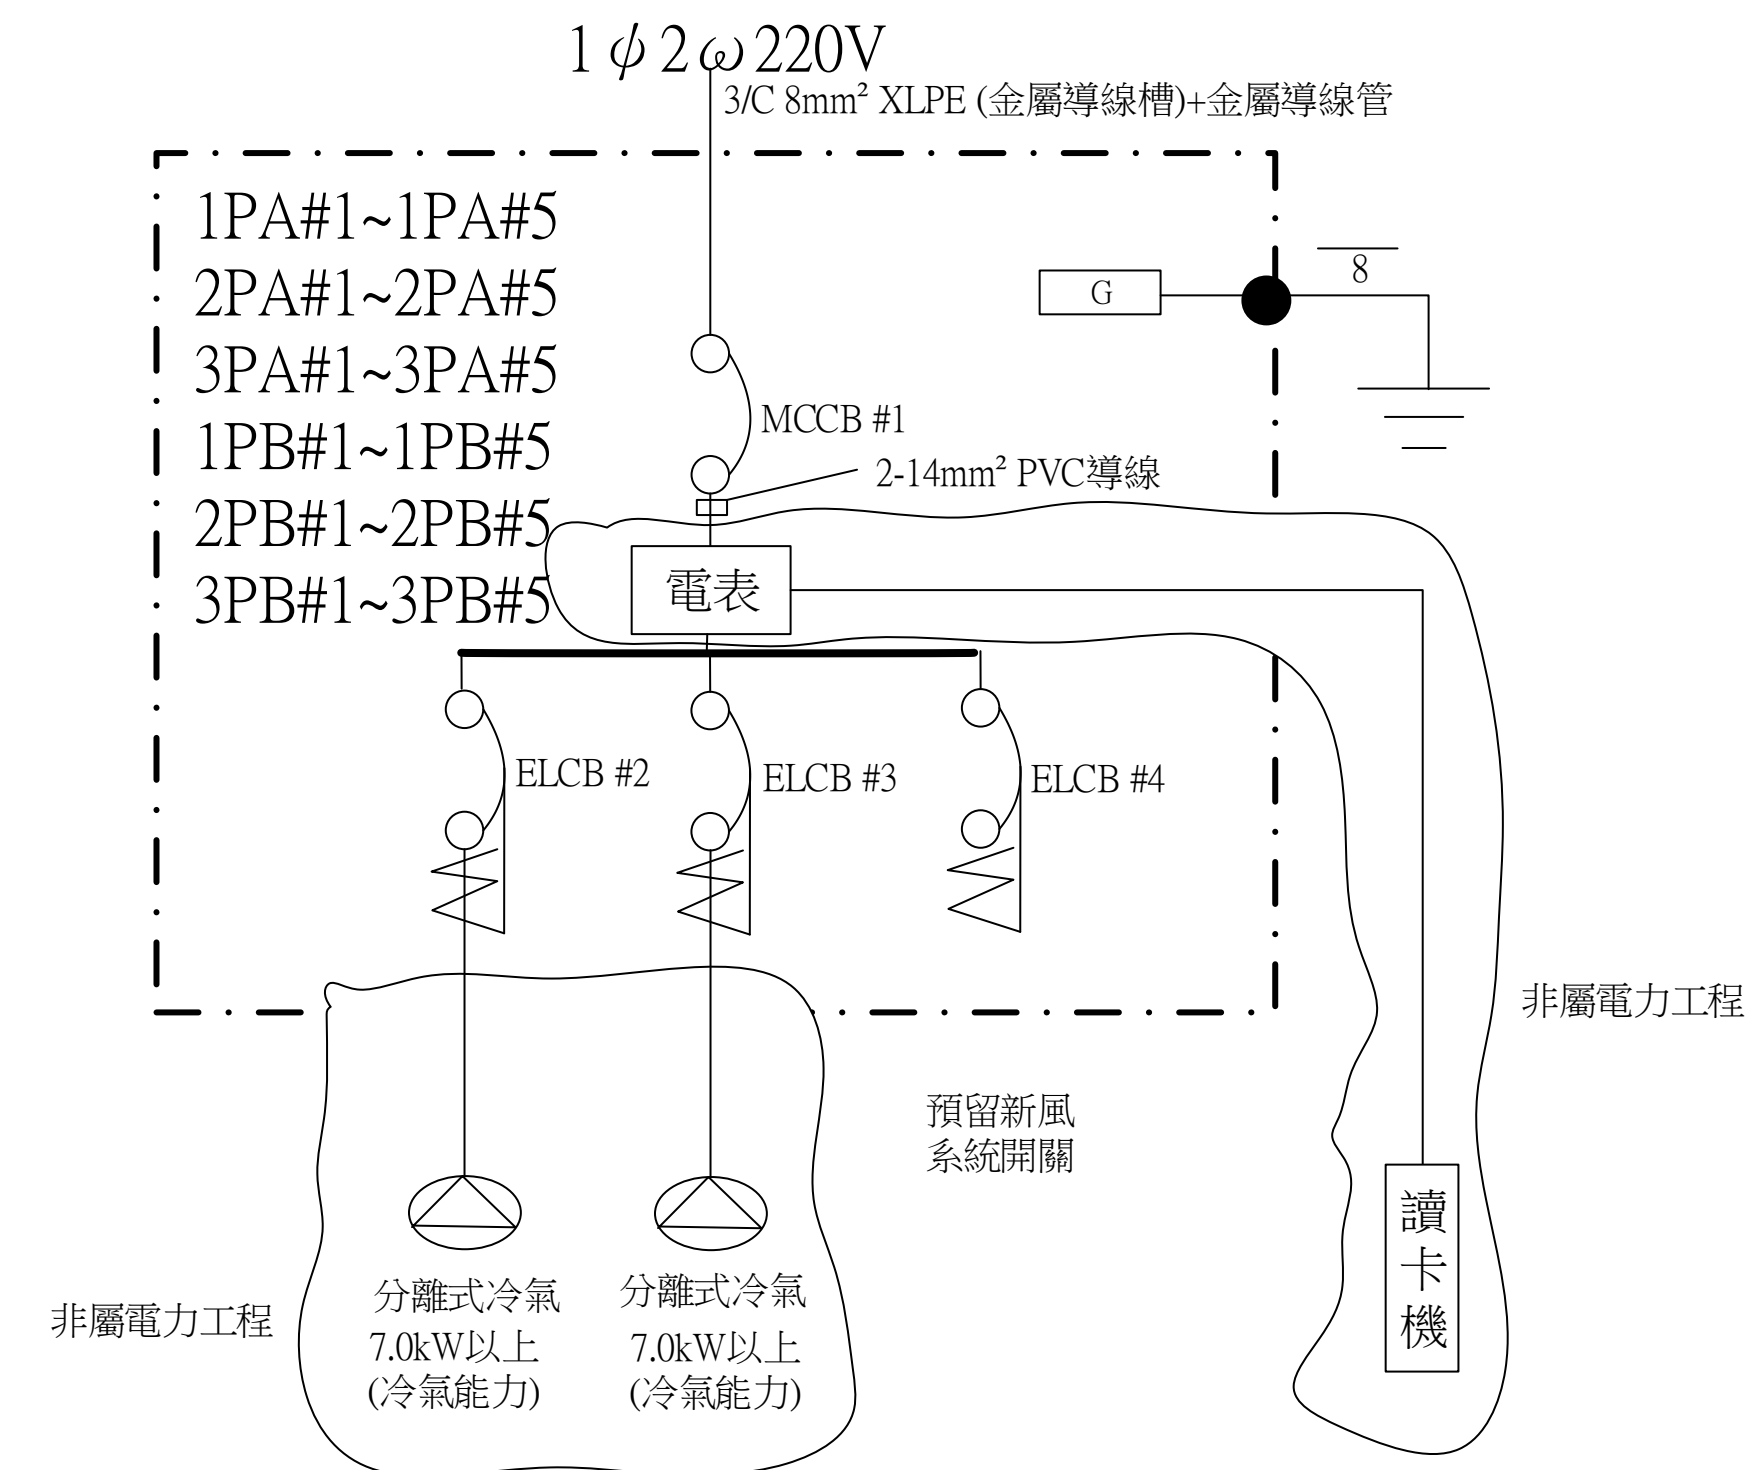 1ψ2ω220V
3/C 8mm² XLPE (金屬導線槽)+金屬導線管
1PA#1~1PA#5
2PA#1~2PA#5
3PA#1~3PA#5
1PB#1~1PB#5
2PB#1~2PB#5
3PB#1~3PB#5
G
8
MCCB #1
2-14mm² PVC導線
電表
ELCB #2
ELCB #3
ELCB #4
非屬電力工程
預留新風
系統開關
讀
卡
機
非屬電力工程
分離式冷氣
7.0kW以上
(冷氣能力)
分離式冷氣
7.0kW以上
(冷氣能力)